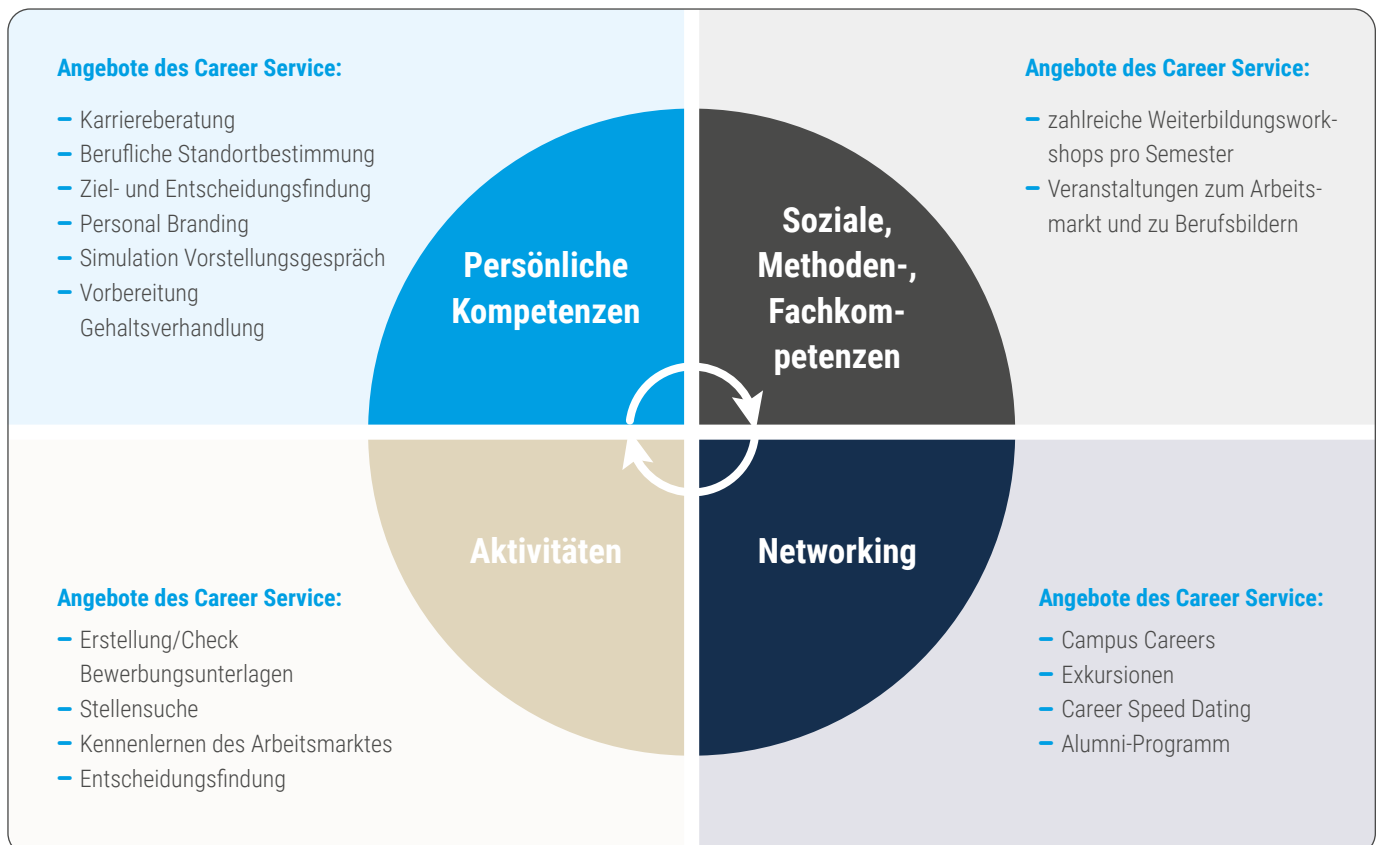 Angebote des Career Service:
– Karriereberatung
– Berufliche Standortbestimmung
– Ziel- und Entscheidungsfindung
– Personal Branding
– Simulation Vorstellungsgespräch
– Vorbereitung
Gehaltsverhandlung
Persönliche
Kompetenzen
Soziale,
Methoden-,
Fachkom-
petenzen
Angebote des Career Service:
– zahlreiche Weiterbildungswork-
shops pro Semester
– Veranstaltungen zum Arbeits-
markt und zu Berufsbildern
Aktivitäten
Angebote des Career Service:
– Erstellung/Check
Bewerbungsunterlagen
– Stellensuche
– Kennenlernen des Arbeitsmarktes
– Entscheidungsfindung
Networking
Angebote des Career Service:
– Campus Careers
– Exkursionen
– Career Speed Dating
– Alumni-Programm